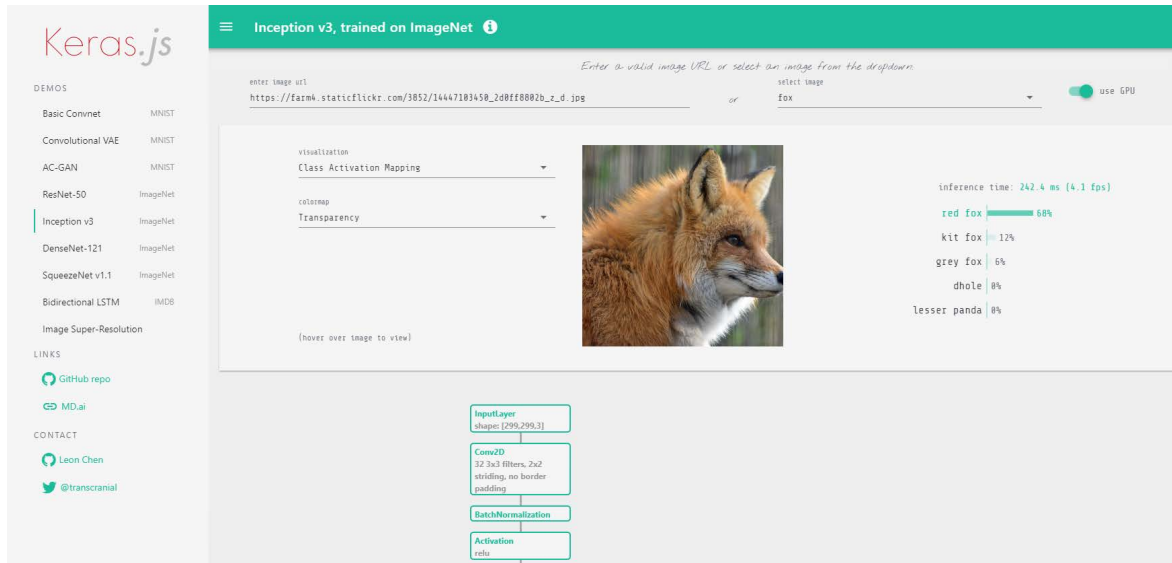 Keras.js
DEMOS
Basic Convnet MNIST
Convolutional VAE MNIST
AC-GAN MNIST
ResNet-50 ImageNet
Inception v3 ImageNet
DenseNet-121 ImageNet
SqueezeNet v1.1 ImageNet
Bidirectional LSTM IMDB
Image Super-Resolution
LINKS
GitHub repo
MD.ai
CONTACT
Leon Chen
@transcranial
Inception v3, trained on ImageNet
Enter a valid image URL or select an image from the dropdown.
enter image url
https://farm4.staticflickr.com/3852/14447103450_2d0ff8802b_z_d.jpg
or
select image
fox
use GPU
visualization
Class Activation Mapping
colormap
Transparency
(hover over image to view)
inference time: 242.4 ms (4.1 fps)
red fox 68%
kit fox 12%
grey fox 6%
dhole 0%
lesser panda 0%
InputLayer
shape: [299,299,3]
Conv2D
32 3x3 filters, 2x2
striding, no border
padding
BatchNormalization
Activation
relu